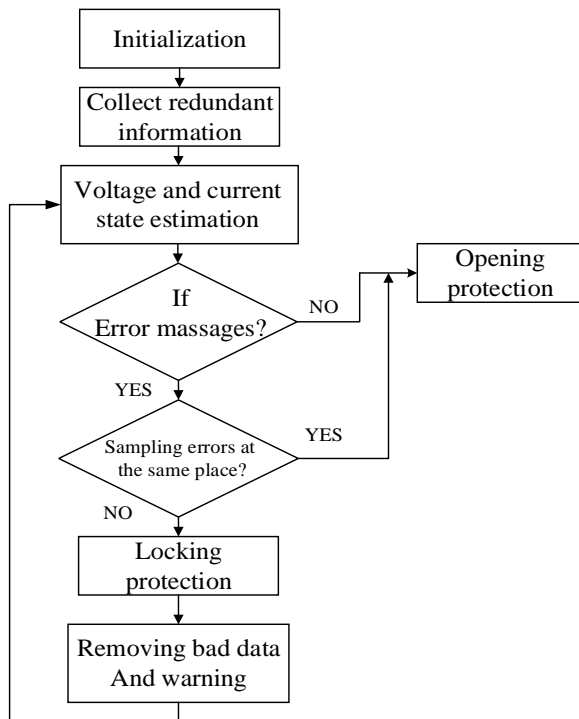 Initialization
Collect redundant
information
Voltage and current
state estimation
If
Error massages?
NO
Opening
protection
YES
Sampling errors at
the same place?
YES
NO
Locking
protection
Removing bad data
And warning